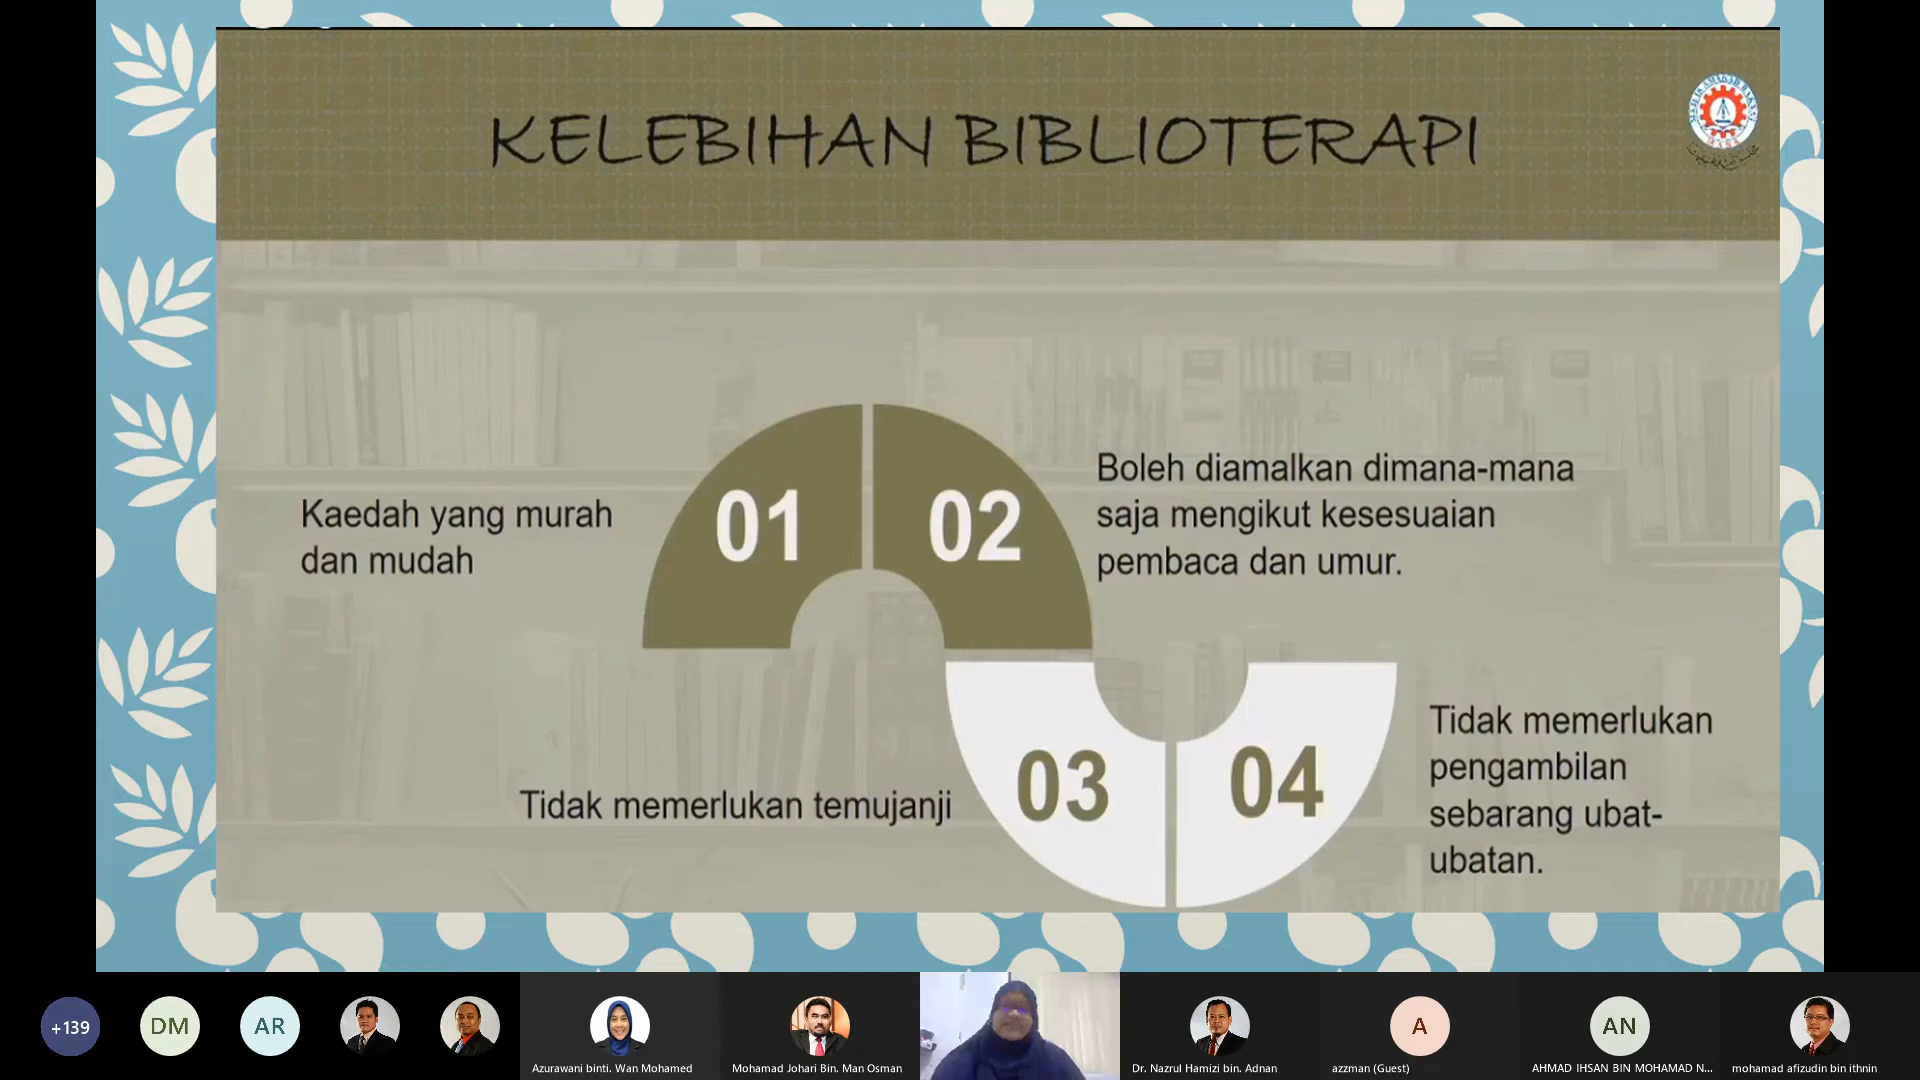 KELEBIHAN BIBLIOTERAPI
Kaedah yang murah
dan mudah
01
02
Boleh diamalkan dimana-mana
saja mengikut kesesuaian
pembaca dan umur.
Tidak memerlukan temujanji
03
04
Tidak memerlukan
pengambilan
sebarang ubat-
ubatan.
+139
DM
AR
A
AN
Azurawani binti. Wan Mohamed
Mohamad Johari Bin. Man Osman
Dr. Nazrul Hamizi bin. Adnan
azzman (Guest)
AHMAD IHSAN BIN MOHAMAD N...
mohamad afizudin bin ithnin